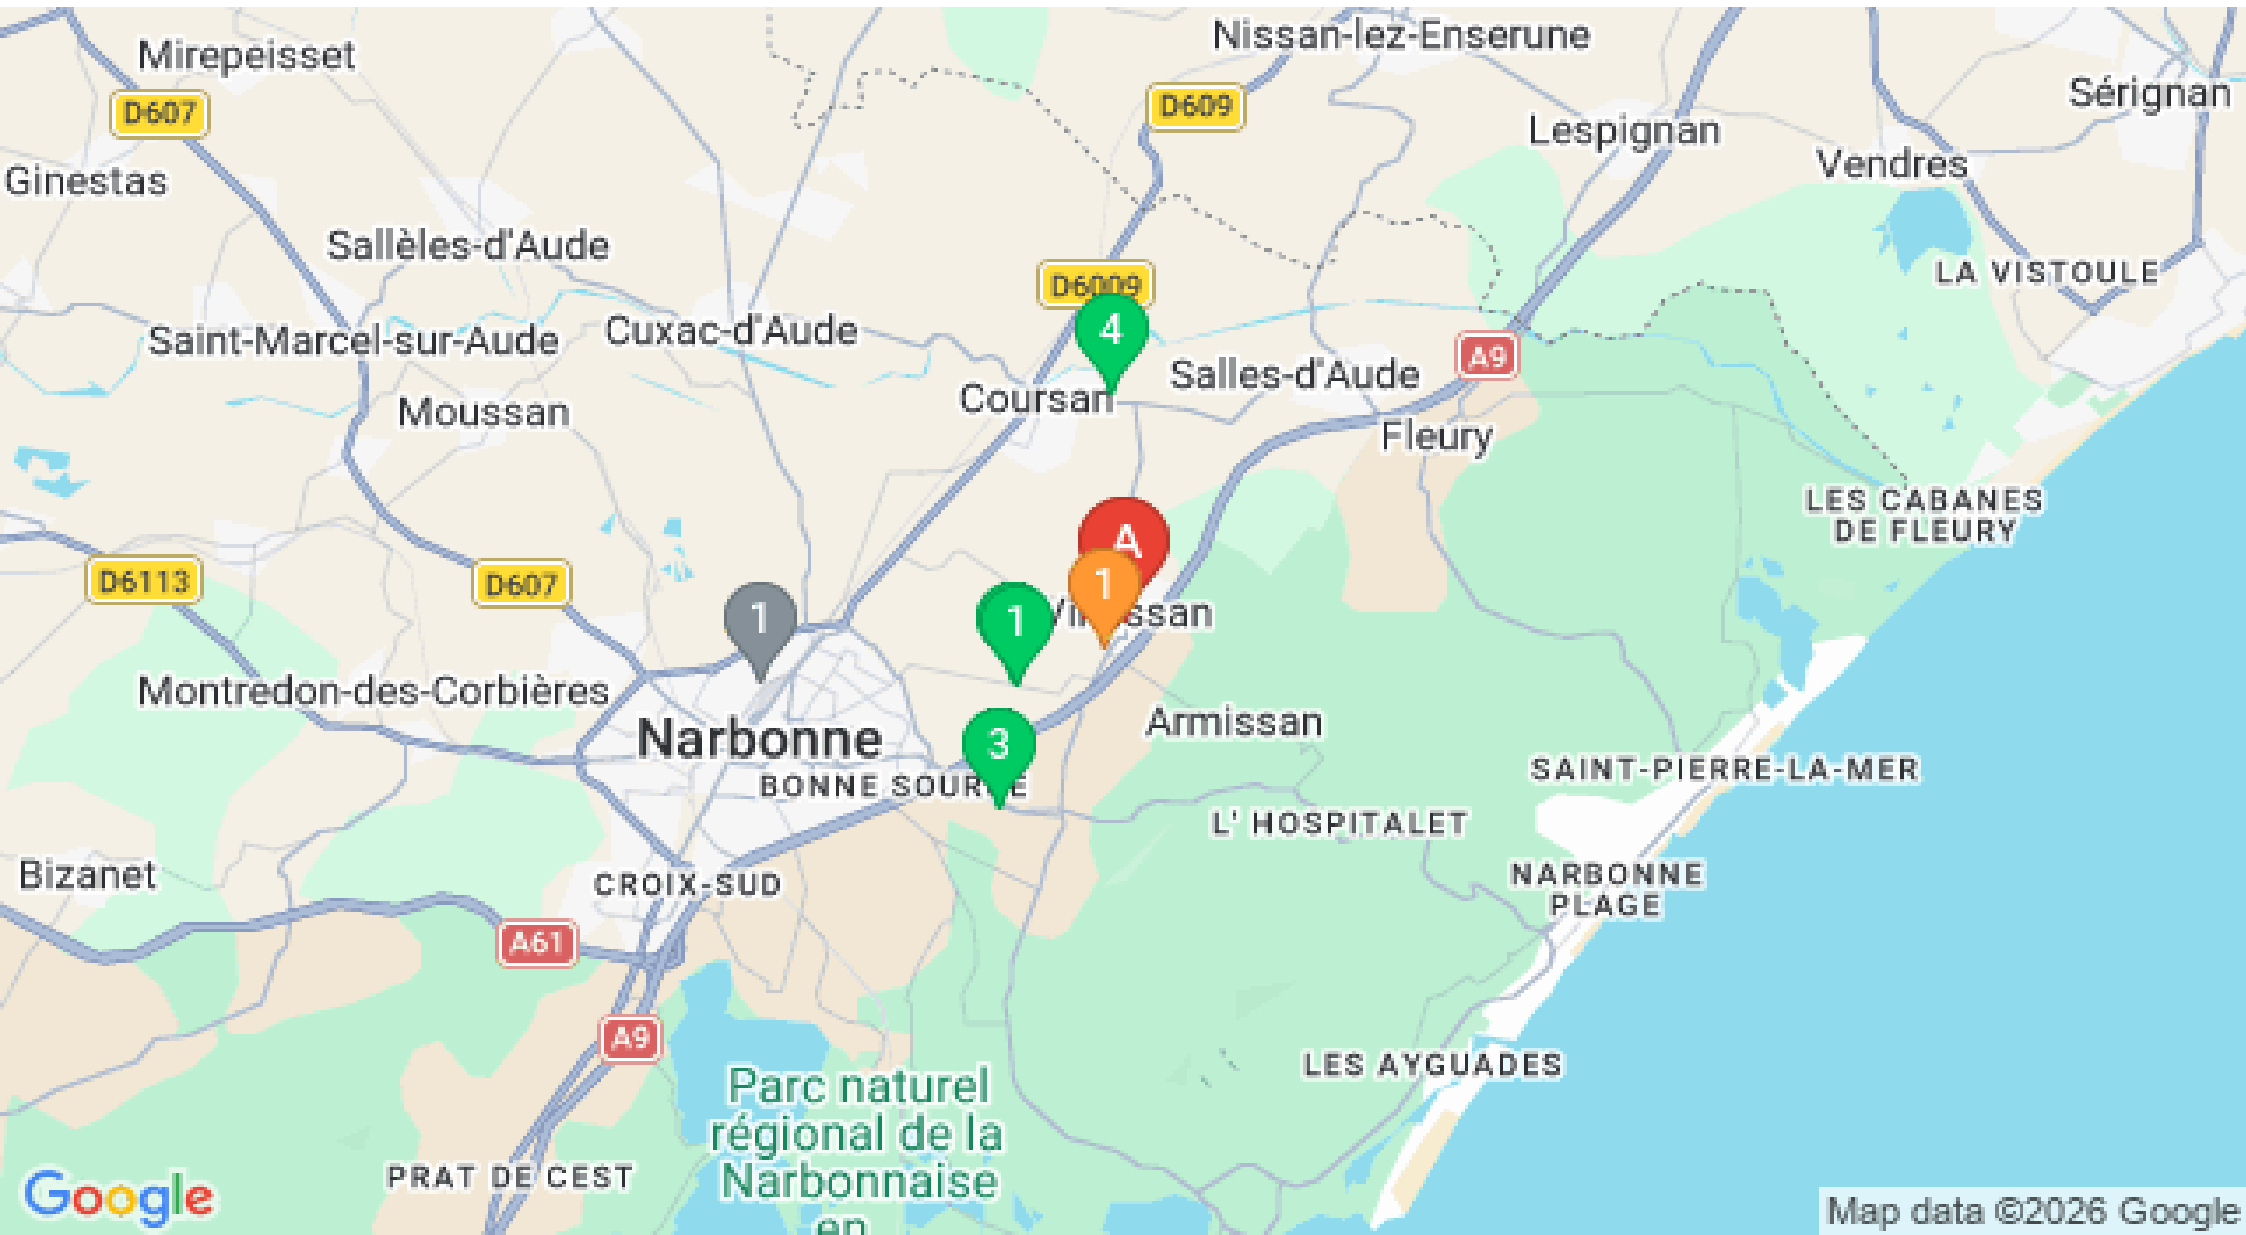 Mirepeisset
Nissan-lez-Enserune
Sérignan
D607
D609
Lespignan
Vendres
Ginestas
Sallèles-d'Aude
LA VISTOULE
D6009
4
Saint-Marcel-sur-Aude
Cuxac-d'Aude
A9
Salles-d'Aude
Coursan
Moussan
Fleury
LES CABANES
DE FLEURY
A
D6113
D607
1
1
1
Montredon-des-Corbières
Narbonne
Armissan
3
BONNE SOURCE
SAINT-PIERRE-LA-MER
L' HOSPITALET
Bizanet
CROIX-SUD
NARBONNE
PLAGE
A61
A9
LES AYGUADES
Parc naturel
régional de la
Narbonnaise
en
PRAT DE CEST
Google
Map data ©2026 Google